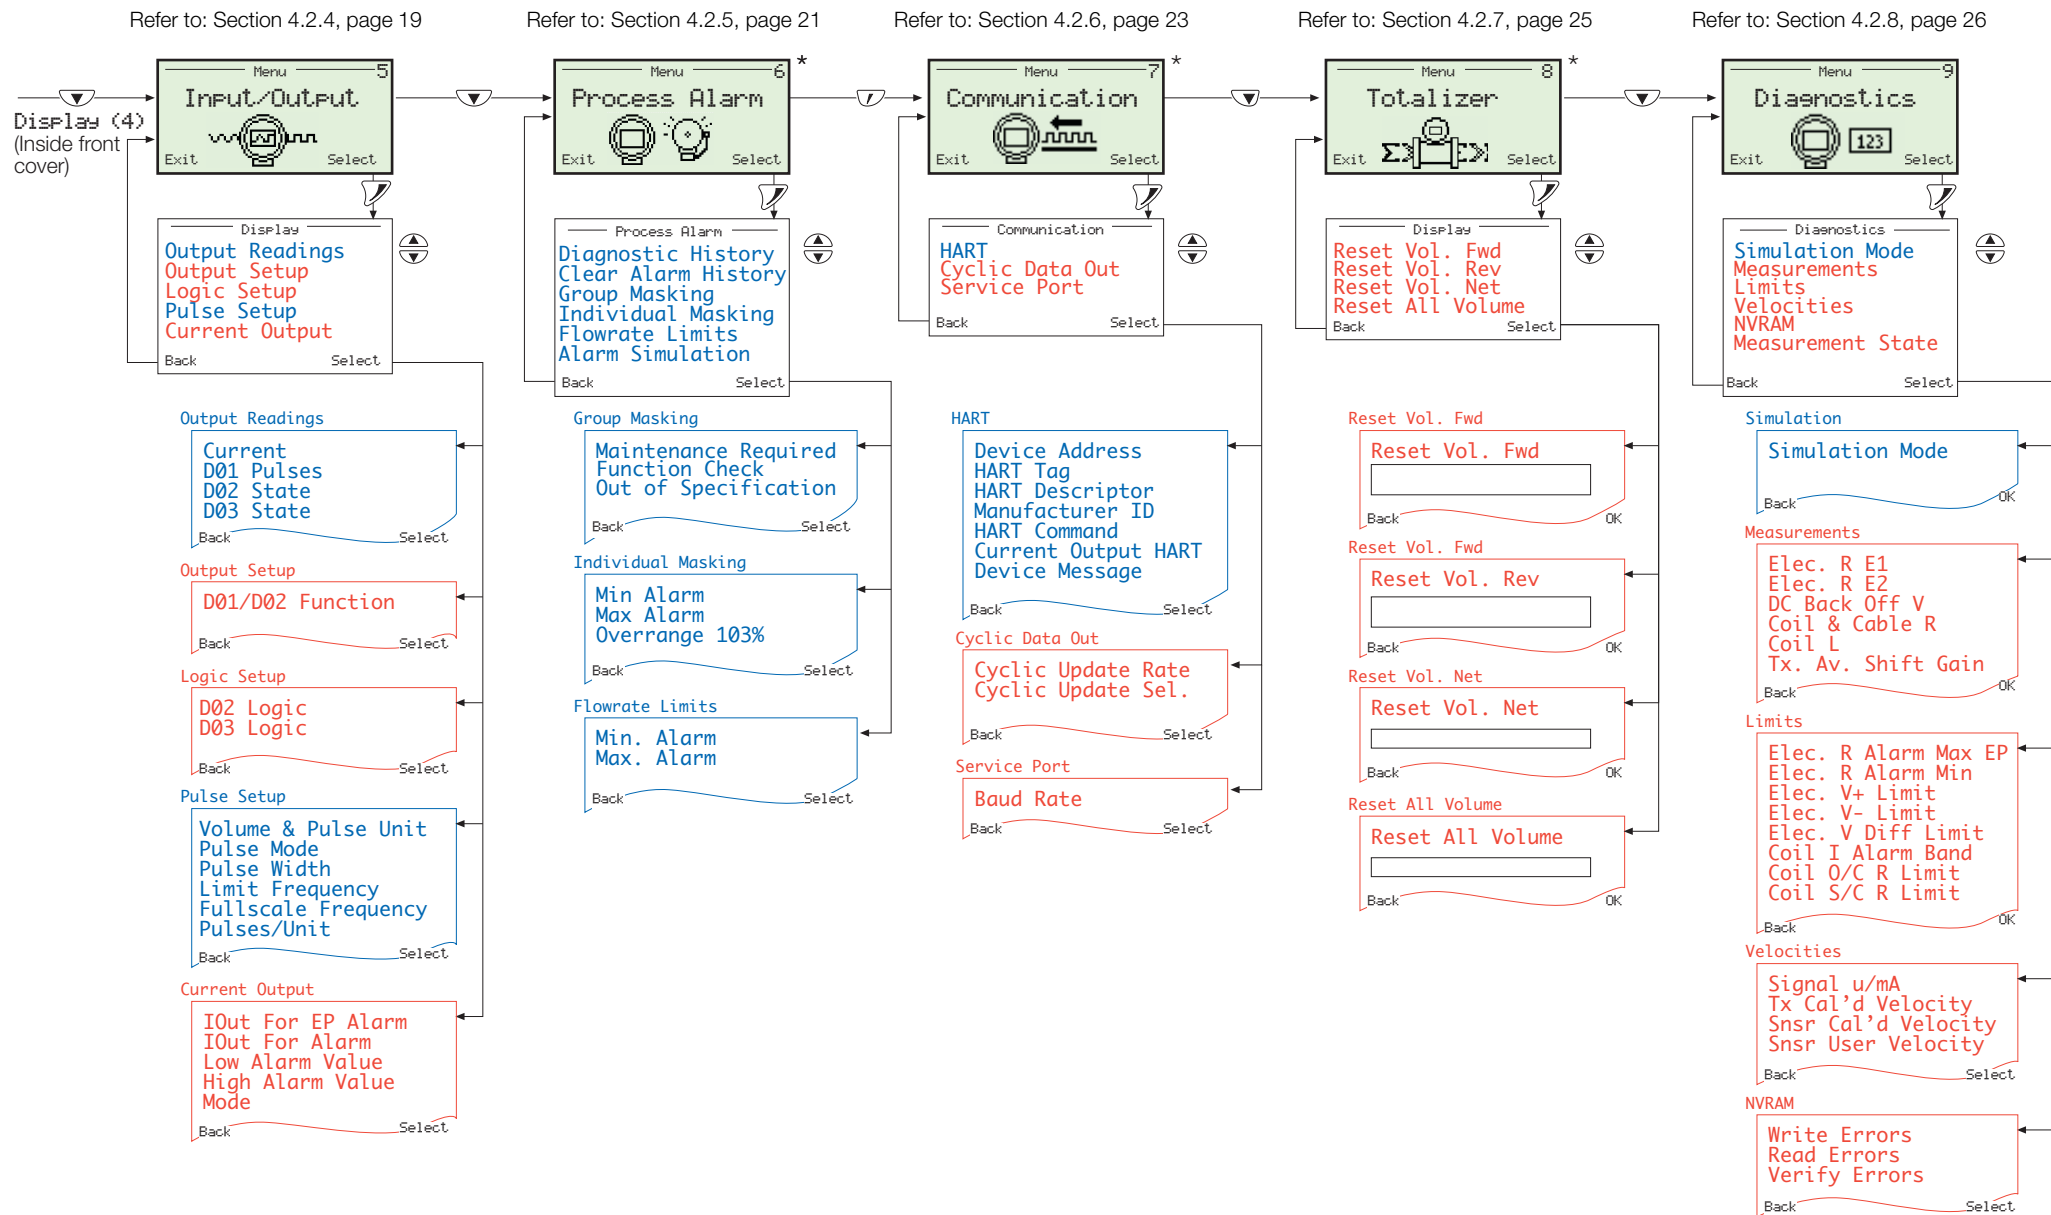 Refer to: Section 4.2.4, page 19
Refer to: Section 4.2.5, page 21
Refer to: Section 4.2.6, page 23
Refer to: Section 4.2.7, page 25
Refer to: Section 4.2.8, page 26
Display (4)
(Inside front
cover)
Menu 5
Input/Output
Exit Select
Display
Output Readings
Output Setup
Logic Setup
Pulse Setup
Current Output
Back Select
Output Readings
Current
D01 Pulses
D02 State
D03 State
Back Select
Output Setup
D01/D02 Function
Back Select
Logic Setup
D02 Logic
D03 Logic
Back Select
Pulse Setup
Volume & Pulse Unit
Pulse Mode
Pulse Width
Limit Frequency
Fullscale Frequency
Pulses/Unit
Back Select
Current Output
IOut For EP Alarm
IOut For Alarm
Low Alarm Value
High Alarm Value
Mode
Back Select
Menu 6 *
Process Alarm
Exit Select
Process Alarm
Diagnostic History
Clear Alarm History
Group Masking
Individual Masking
Flowrate Limits
Alarm Simulation
Back Select
Group Masking
Maintenance Required
Function Check
Out of Specification
Back Select
Individual Masking
Min Alarm
Max Alarm
Overrange 103%
Back Select
Flowrate Limits
Min. Alarm
Max. Alarm
Back Select
Menu 7 *
Communication
Exit Select
Communication
HART
Cyclic Data Out
Service Port
Back Select
HART
Device Address
HART Tag
HART Descriptor
Manufacturer ID
HART Command
Current Output HART
Device Message
Back Select
Cyclic Data Out
Cyclic Update Rate
Cyclic Update Sel.
Back Select
Service Port
Baud Rate
Back Select
Menu 8 *
Totalizer
Exit Select
Display
Reset Vol. Fwd
Reset Vol. Rev
Reset Vol. Net
Reset All Volume
Back Select
Reset Vol. Fwd
Reset Vol. Fwd
Back OK
Reset Vol. Fwd
Reset Vol. Rev
Back OK
Reset Vol. Net
Reset Vol. Net
Back OK
Reset All Volume
Reset All Volume
Back OK
Menu 9
Diagnostics
123
Exit Select
Diagnostics
Simulation Mode
Measurements
Limits
Velocities
NVRAM
Measurement State
Back Select
Simulation
Simulation Mode
Back OK
Measurements
Elec. R E1
Elec. R E2
DC Back Off V
Coil & Cable R
Coil L
Tx. Av. Shift Gain
Back OK
Limits
Elec. R Alarm Max EP
Elec. R Alarm Min
Elec. V+ Limit
Elec. V- Limit
Elec. V Diff Limit
Coil I Alarm Band
Coil O/C R Limit
Coil S/C R Limit
Back OK
Velocities
Signal u/mA
Tx Cal’d Velocity
Snsr Cal’d Velocity
Snsr User Velocity
Back Select
NVRAM
Write Errors
Read Errors
Verify Errors
Back Select